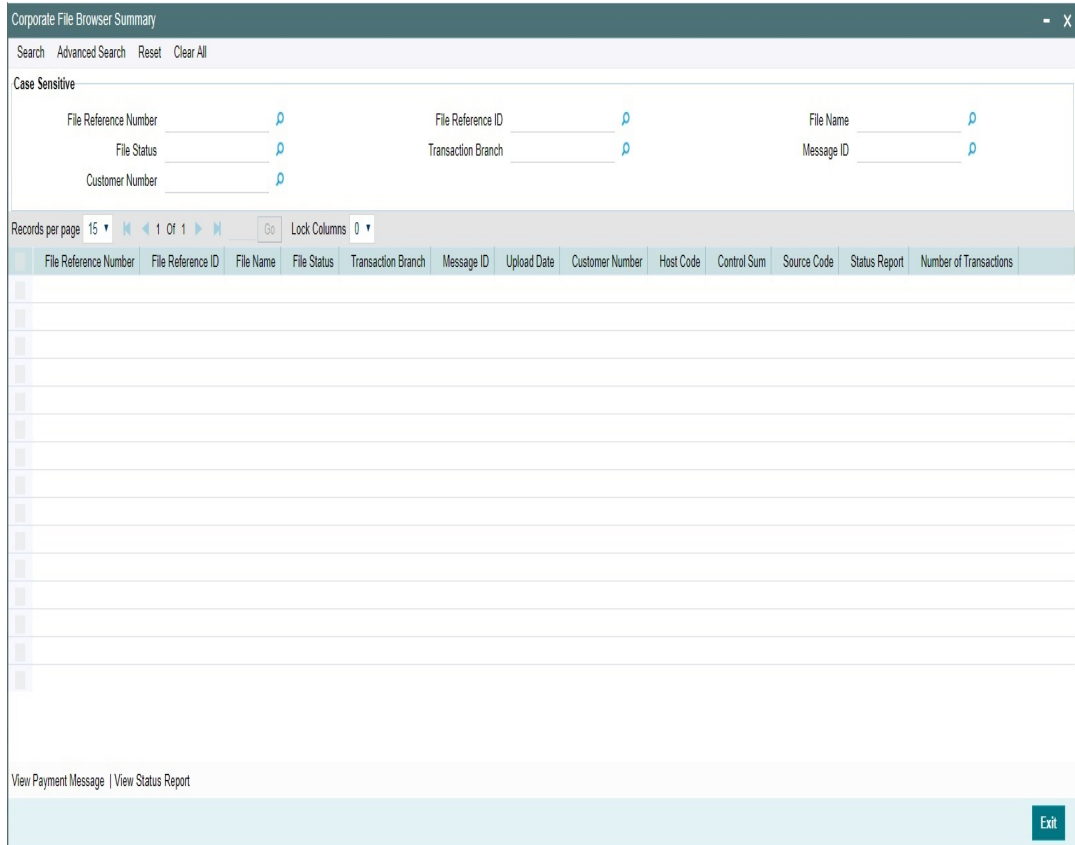 Corporate File Browser Summary - X
Search Advanced Search Reset Clear All
Case Sensitive
File Reference Number File Reference ID File Name
File Status Transaction Branch Message ID
Customer Number
Records per page 15 1 Of 1 Go Lock Columns 0
File Reference Number File Reference ID File Name File Status Transaction Branch Message ID Upload Date Customer Number Host Code Control Sum Source Code Status Report Number of Transactions
View Payment Message | View Status Report
Exit